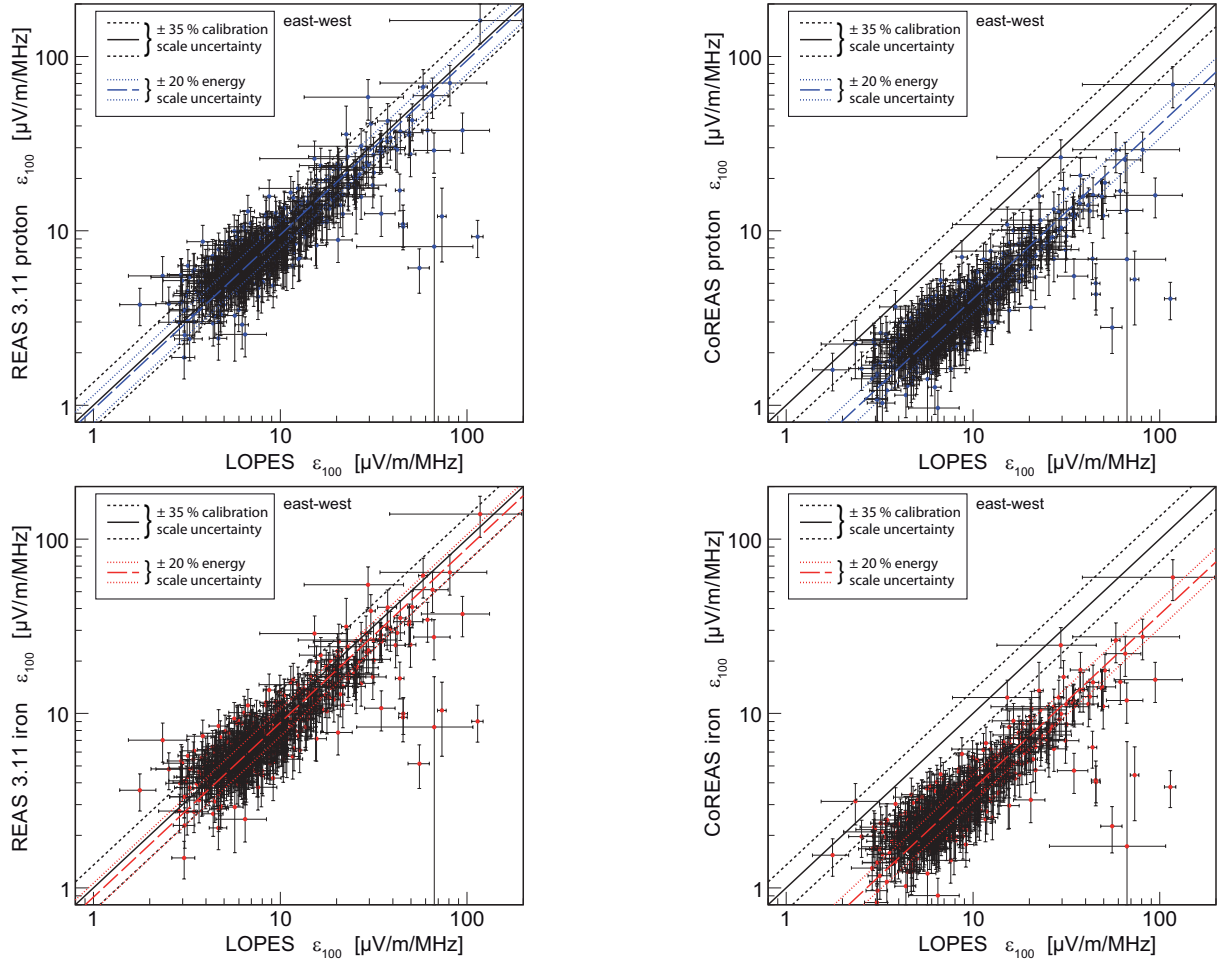 ± 35 % calibration
scale uncertainty
± 20 % energy
scale uncertainty
east-west
100
10
1
REAS 3.11 proton ε100 [µV/m/MHz]
1 10 100
LOPES ε100 [µV/m/MHz]
± 35 % calibration
scale uncertainty
± 20 % energy
scale uncertainty
east-west
100
10
1
CoREAS proton ε100 [µV/m/MHz]
1 10 100
LOPES ε100 [µV/m/MHz]
± 35 % calibration
scale uncertainty
± 20 % energy
scale uncertainty
east-west
100
10
1
REAS 3.11 iron ε100 [µV/m/MHz]
1 10 100
LOPES ε100 [µV/m/MHz]
± 35 % calibration
scale uncertainty
± 20 % energy
scale uncertainty
east-west
100
10
1
CoREAS iron ε100 [µV/m/MHz]
1 10 100
LOPES ε100 [µV/m/MHz]